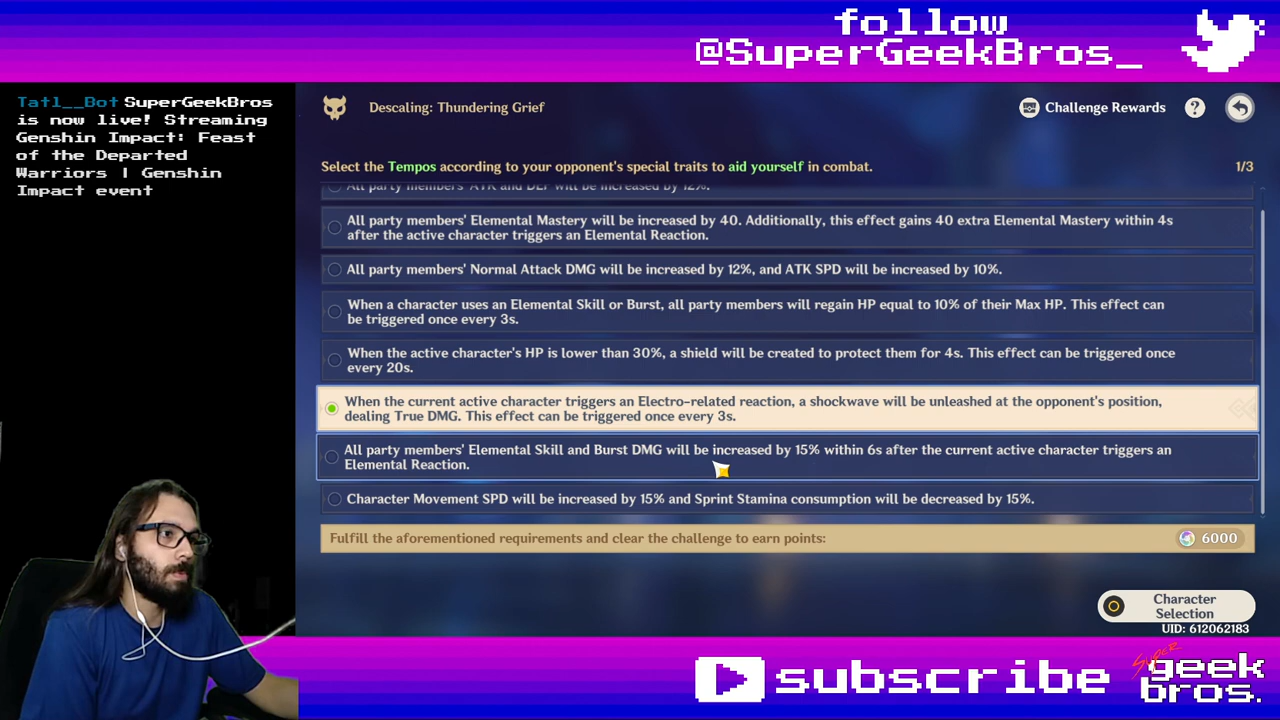 follow
@SuperGeekBros_
Tatl__Bot SuperGeekBros
is now live! Streaming
Genshin Impact: Feast
of the Departed
Warriors | Genshin
Impact event
Descaling: Thundering Grief
Challenge Rewards
?
Select the Tempos according to your opponent's special traits to aid yourself in combat.
1/3
All party members' ATK and DEF will be increased by 12%.
All party members' Elemental Mastery will be increased by 40. Additionally, this effect gains 40 extra Elemental Mastery within 4s
after the active character triggers an Elemental Reaction.
All party members' Normal Attack DMG will be increased by 12%, and ATK SPD will be increased by 10%.
When a character uses an Elemental Skill or Burst, all party members will regain HP equal to 10% of their Max HP. This effect can
be triggered once every 3s.
When the active character's HP is lower than 30%, a shield will be created to protect them for 4s. This effect can be triggered once
every 20s.
When the current active character triggers an Electro-related reaction, a shockwave will be unleashed at the opponent's position,
dealing True DMG. This effect can be triggered once every 3s.
All party members' Elemental Skill and Burst DMG will be increased by 15% within 6s after the current active character triggers an
Elemental Reaction.
Character Movement SPD will be increased by 15% and Sprint Stamina consumption will be decreased by 15%.
Fulfill the aforementioned requirements and clear the challenge to earn points:
6000
Character
Selection
UID: 612062183
subscribe
Super
geek
bros.